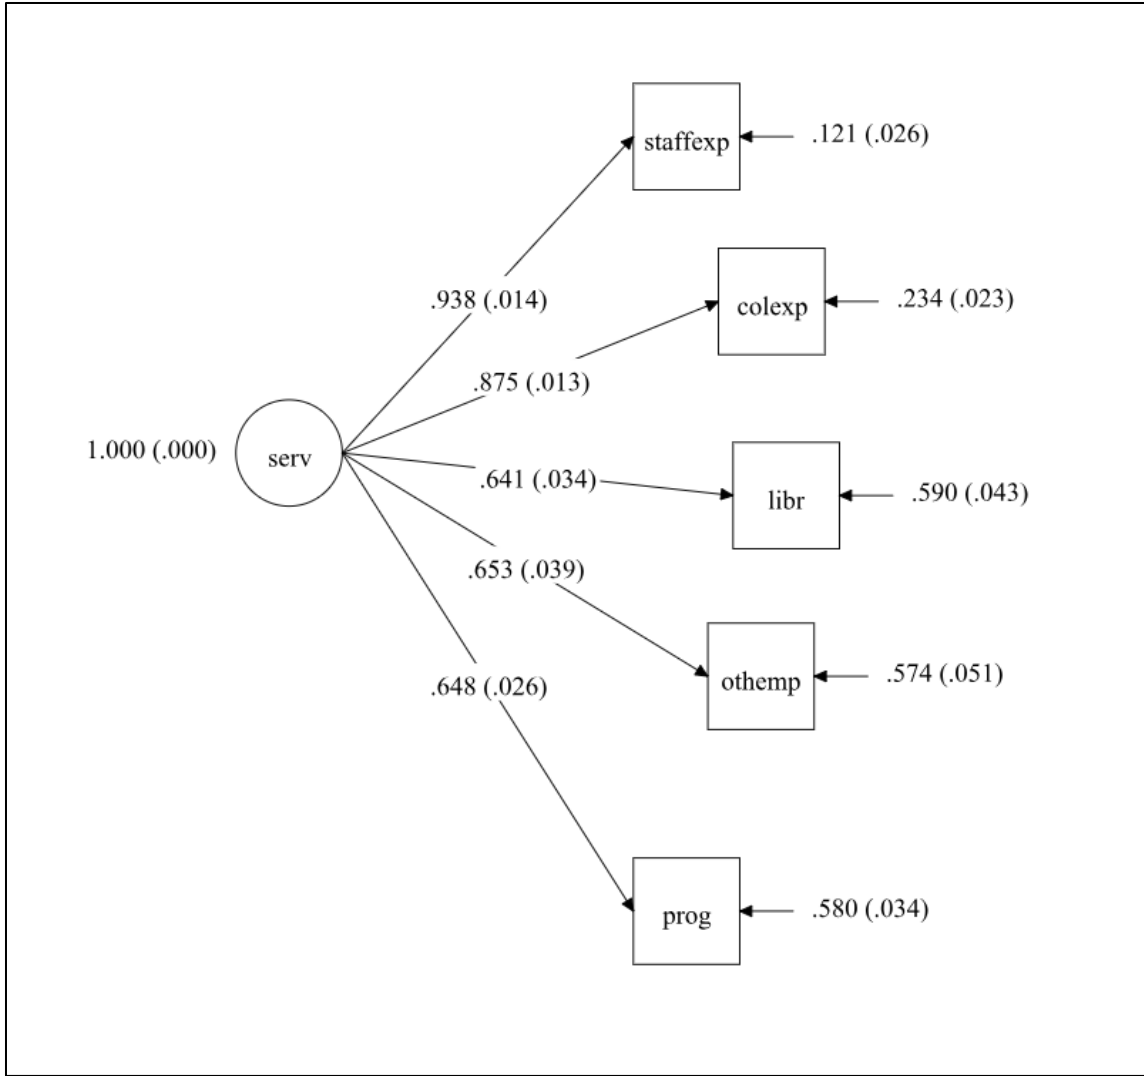 staffexp
.121 (.026)
.938 (.014)
colexp
.234 (.023)
.875 (.013)
1.000 (.000)
serv
.641 (.034)
libr
.590 (.043)
.653 (.039)
othemp
.574 (.051)
.648 (.026)
prog
.580 (.034)